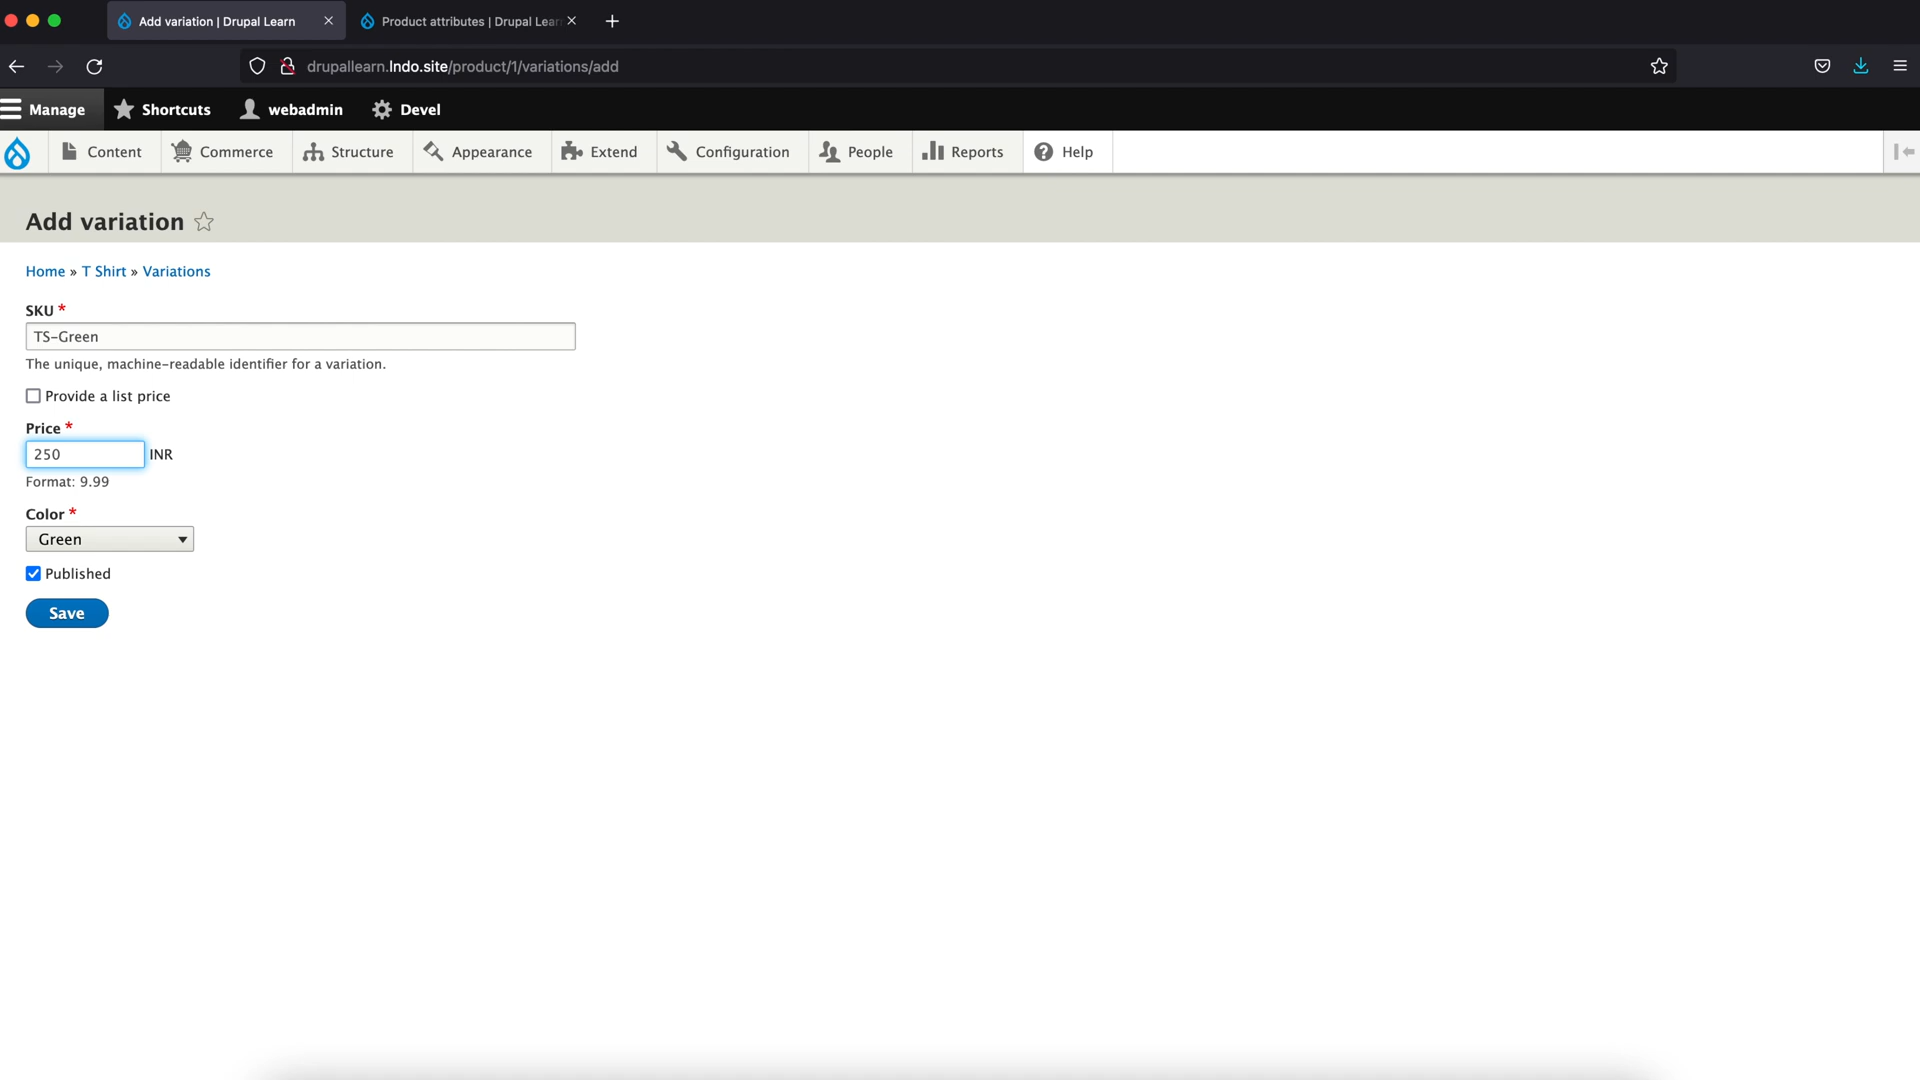 Add variation | Drupal Learn
Product attributes | Drupal Lear
drupallearn.lndo.site/product/1/variations/add
Manage
Shortcuts
webadmin
Devel
Content
Commerce
Structure
Appearance
Extend
Configuration
People
Reports
Help
Add variation
Home » T Shirt » Variations
SKU *
TS-Green
The unique, machine-readable identifier for a variation.
Provide a list price
Price *
250 INR
Format: 9.99
Color *
Green
Published
Save